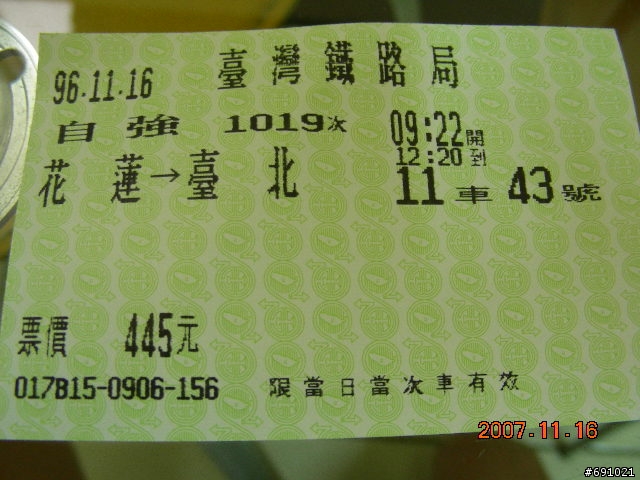 臺灣鐵路局
96.11.16
自強 1019次 09:22開
12:20到
花蓮→臺北 11車43號
票價 445元
017B15-0906-156 限當日當次車有效
2007.11.16
#691021